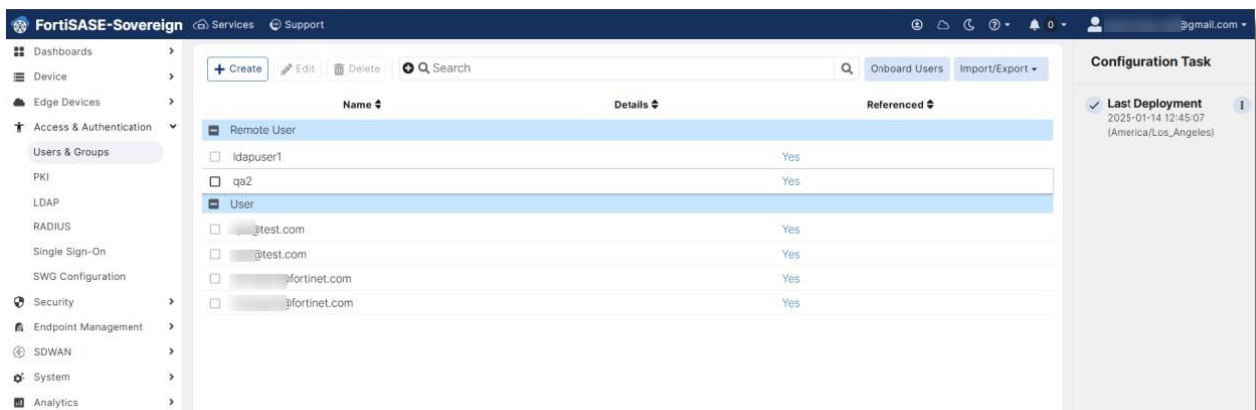 FortiSASE-Sovereign Services Support 0 @gmail.com
Dashboards
Device
Edge Devices
Access & Authentication
Users & Groups
PKI
LDAP
RADIUS
Single Sign-On
SWG Configuration
Security
Endpoint Management
SDWAN
System
Analytics
Create Edit Delete Search Onboard Users Import/Export
Name Details Referenced
Remote User
ldapuser1 Yes
qa2 Yes
User
@test.com Yes
@test.com Yes
@fortinet.com Yes
@fortinet.com Yes
Configuration Task
Last Deployment
2025-01-14 12:45:07
(America/Los_Angeles)